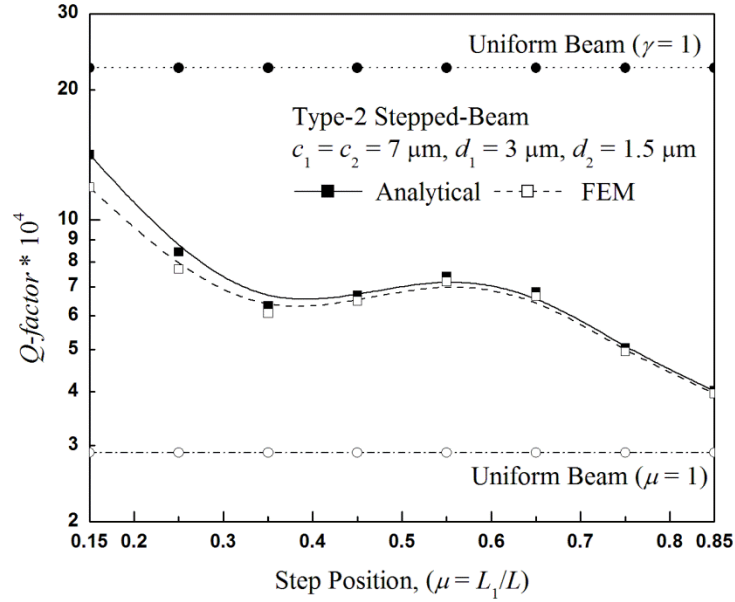 30
Uniform Beam (γ = 1)
20
Type-2 Stepped-Beam
c₁ = c₂ = 7 μm, d₁ = 3 μm, d₂ = 1.5 μm
Analytical FEM
10
9
8
7
6
5
4
3
Uniform Beam (μ = 1)
2
Q-factor * 10⁴
0.15 0.2 0.3 0.4 0.5 0.6 0.7 0.8 0.85
Step Position, (μ = L₁/L)